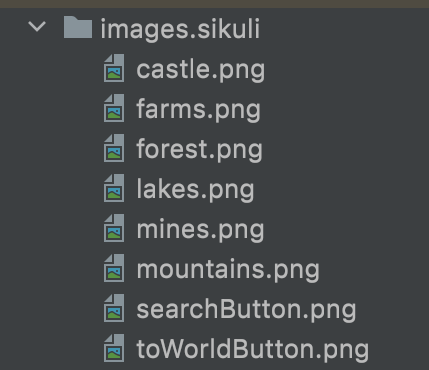 images.sikuli
castle.png
farms.png
forest.png
lakes.png
mines.png
mountains.png
searchButton.png
toWorldButton.png